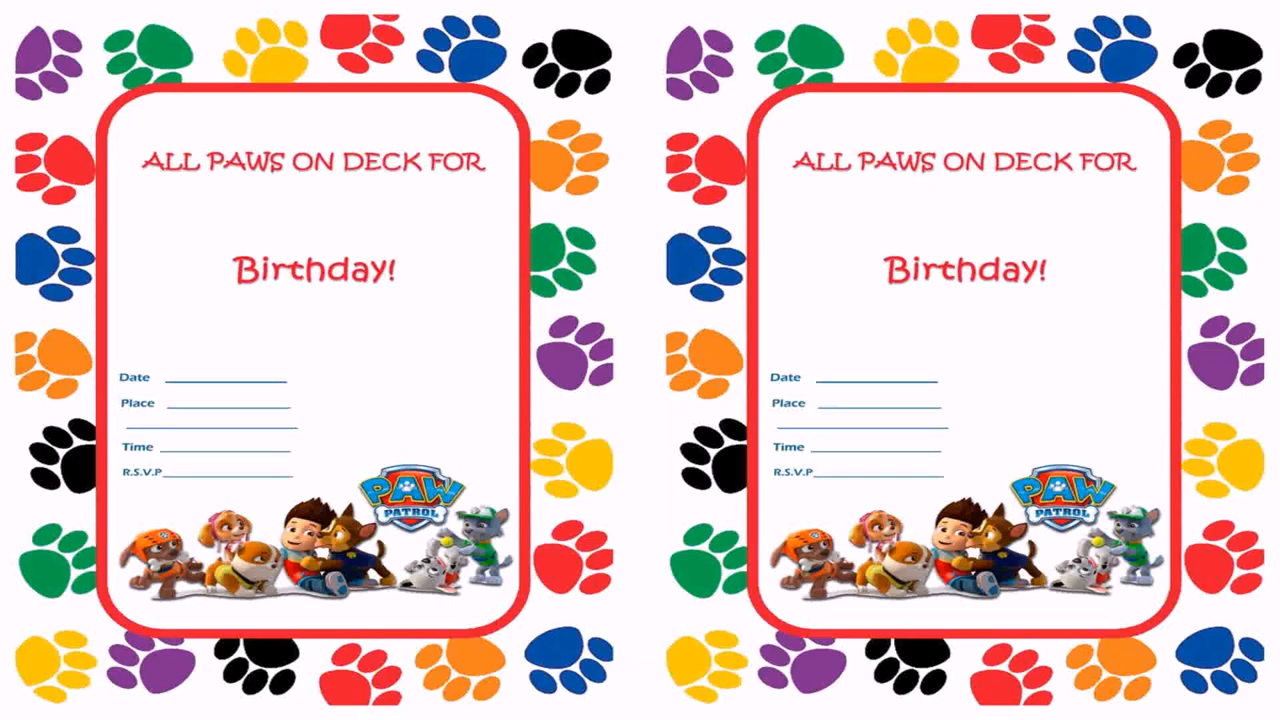 ALL PAWS ON DECK FOR
Birthday!
Date
Place
Time
R.S.V.P
PAW
PATROL
ALL PAWS ON DECK FOR
Birthday!
Date
Place
Time
R.S.V.P
PAW
PATROL